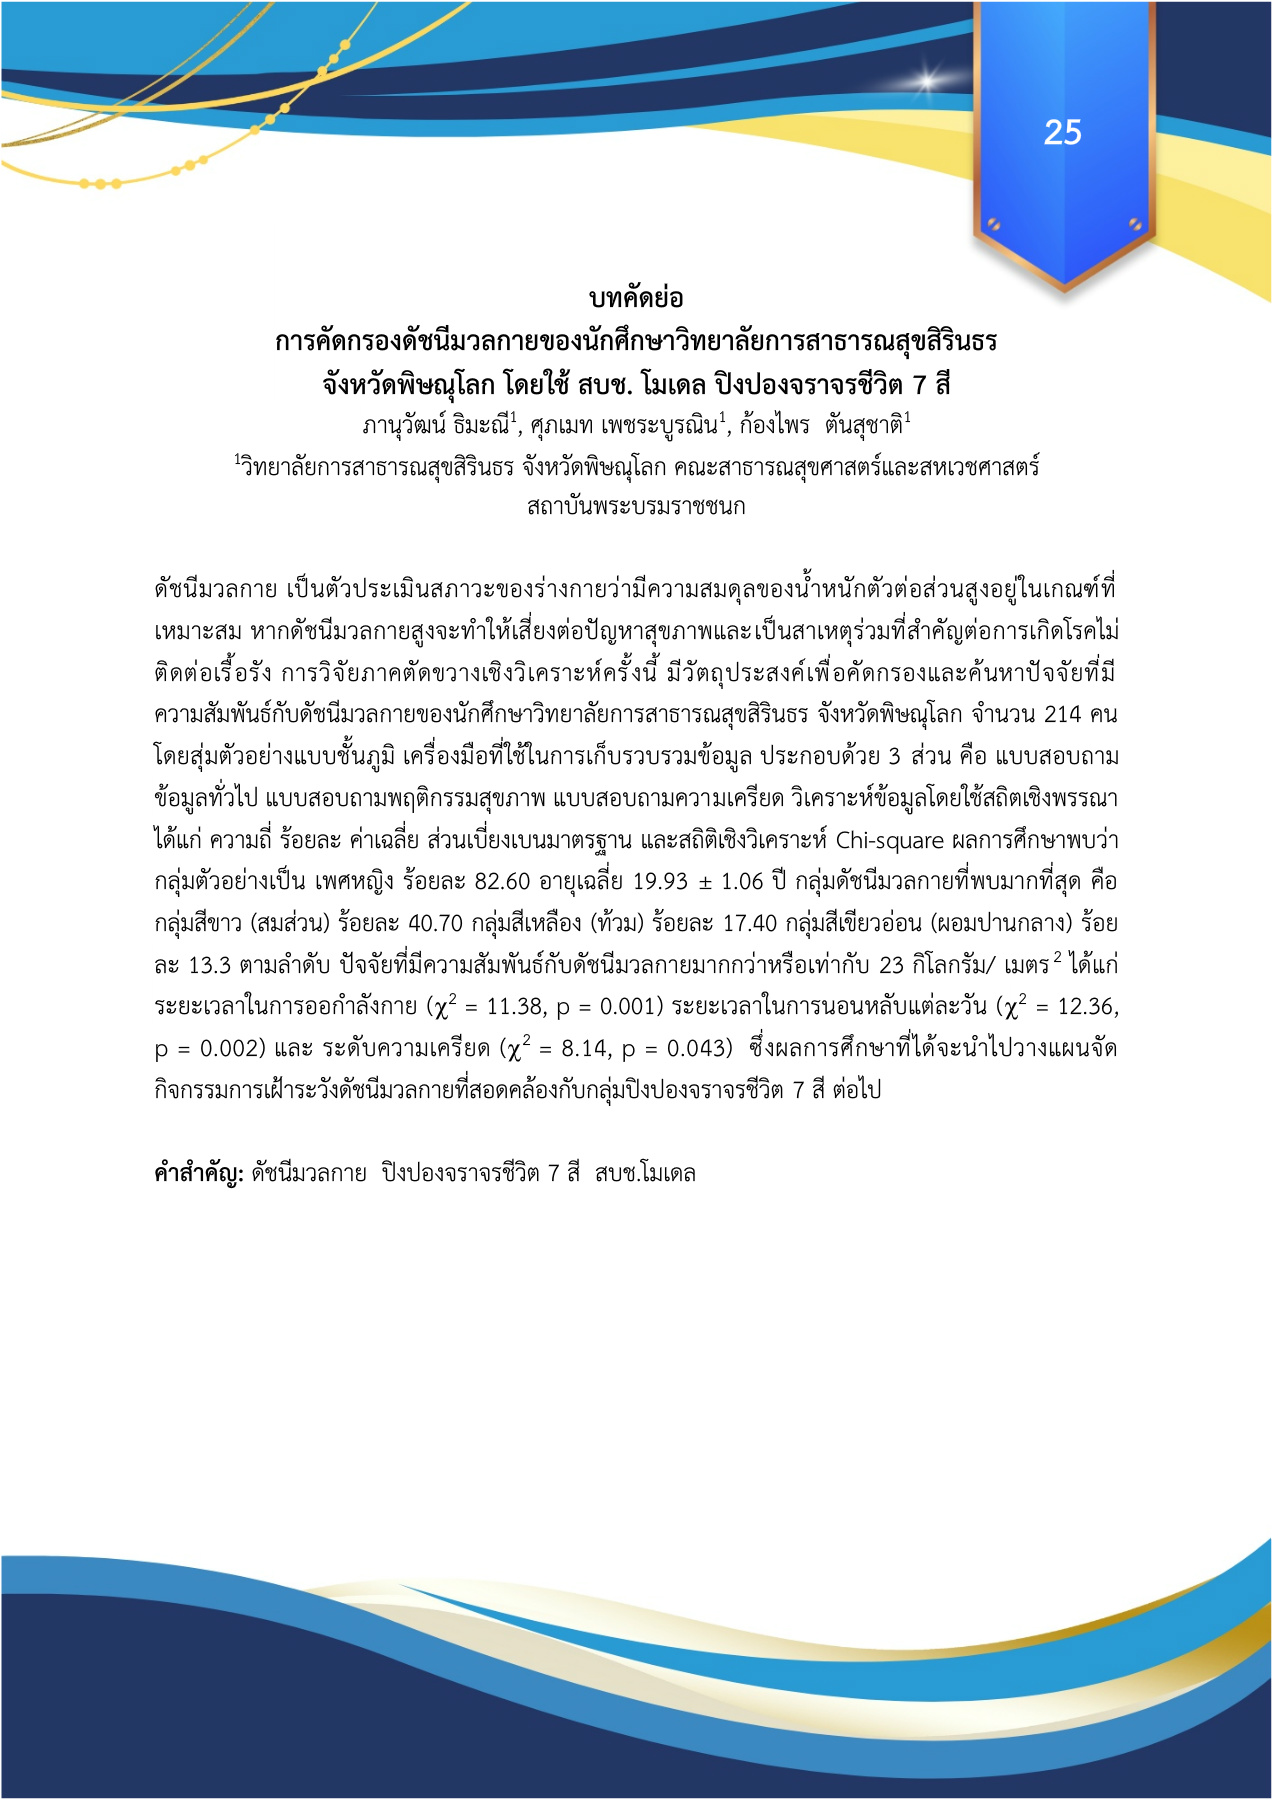 25
บทคัดย่อ
การคัดกรองดัชนีมวลกายของนักศึกษาวิทยาลัยการสาธารณสุขสิรินธร
จังหวัดพิษณุโลก โดยใช้ สบช. โมเดล ปิงปองจราจรชีวิต 7 สี
ภานุวัฒน์ ธิมะณี¹, ศุภเมท เพชระบูรณิน¹, ก้องไพร ตันสุชาติ¹
¹วิทยาลัยการสาธารณสุขสิรินธร จังหวัดพิษณุโลก คณะสาธารณสุขศาสตร์และสหเวชศาสตร์
สถาบันพระบรมราชชนก
ดัชนีมวลกาย เป็นตัวประเมินสภาวะของร่างกายว่ามีความสมดุลของน้ำหนักตัวต่อส่วนสูงอยู่ในเกณฑ์ที่
เหมาะสม หากดัชนีมวลกายสูงจะทำให้เสี่ยงต่อปัญหาสุขภาพและเป็นสาเหตุร่วมที่สำคัญต่อการเกิดโรคไม่
ติดต่อเรื้อรัง การวิจัยภาคตัดขวางเชิงวิเคราะห์ครั้งนี้ มีวัตถุประสงค์เพื่อคัดกรองและค้นหาปัจจัยที่มี
ความสัมพันธ์กับดัชนีมวลกายของนักศึกษาวิทยาลัยการสาธารณสุขสิรินธร จังหวัดพิษณุโลก จำนวน 214 คน
โดยสุ่มตัวอย่างแบบชั้นภูมิ เครื่องมือที่ใช้ในการเก็บรวบรวมข้อมูล ประกอบด้วย 3 ส่วน คือ แบบสอบถาม
ข้อมูลทั่วไป แบบสอบถามพฤติกรรมสุขภาพ แบบสอบถามความเครียด วิเคราะห์ข้อมูลโดยใช้สถิตเชิงพรรณา
ได้แก่ ความถี่ ร้อยละ ค่าเฉลี่ย ส่วนเบี่ยงเบนมาตรฐาน และสถิติเชิงวิเคราะห์ Chi-square ผลการศึกษาพบว่า
กลุ่มตัวอย่างเป็น เพศหญิง ร้อยละ 82.60 อายุเฉลี่ย 19.93 ± 1.06 ปี กลุ่มดัชนีมวลกายที่พบมากที่สุด คือ
กลุ่มสีขาว (สมส่วน) ร้อยละ 40.70 กลุ่มสีเหลือง (ท้วม) ร้อยละ 17.40 กลุ่มสีเขียวอ่อน (ผอมปานกลาง) ร้อย
ละ 13.3 ตามลำดับ ปัจจัยที่มีความสัมพันธ์กับดัชนีมวลกายมากกว่าหรือเท่ากับ 23 กิโลกรัม/ เมตร ² ได้แก่
ระยะเวลาในการออกำลังกาย (χ² = 11.38, p = 0.001) ระยะเวลาในการนอนหลับแต่ละวัน (χ² = 12.36,
p = 0.002) และ ระดับความเครียด (χ² = 8.14, p = 0.043) ซึ่งผลการศึกษาที่ได้จะนำไปวางแผนจัด
กิจกรรมการเฝ้าระวังดัชนีมวลกายที่สอดคล้องกับกลุ่มปิงปองจราจรชีวิต 7 สี ต่อไป
คำสำคัญ: ดัชนีมวลกาย ปิงปองจราจรชีวิต 7 สี สบช.โมเดล